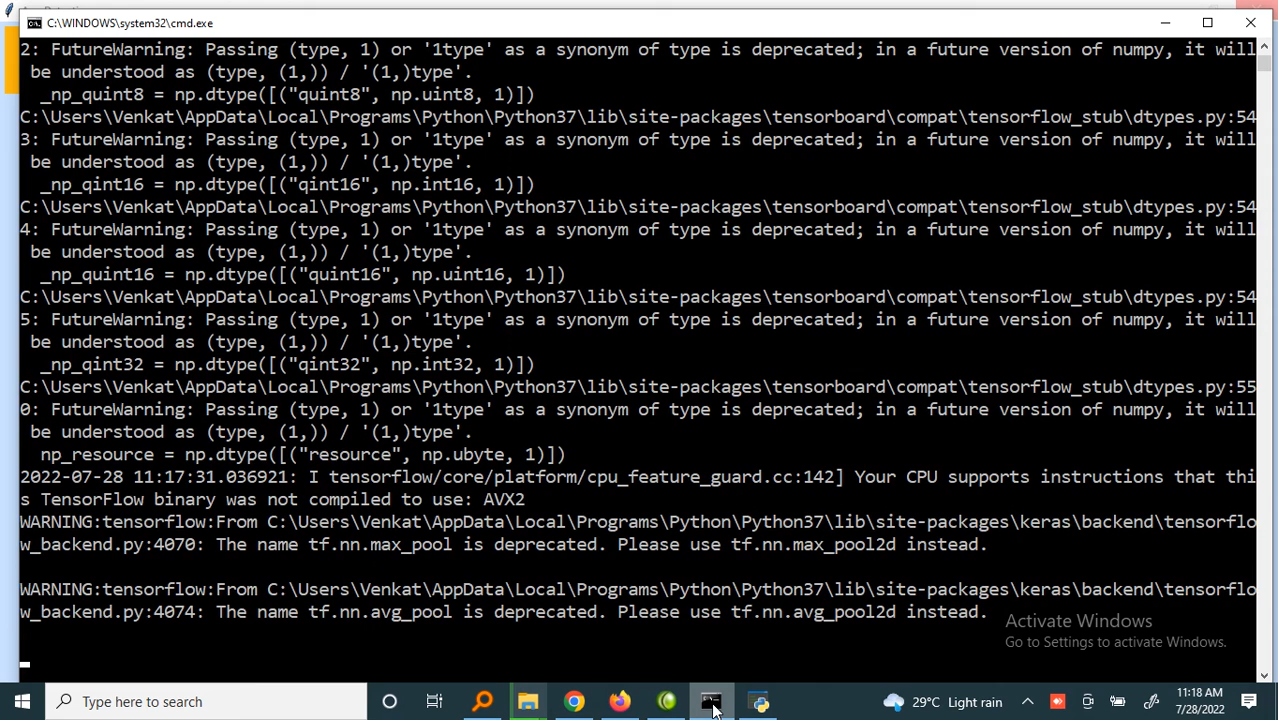 C:\WINDOWS\system32\cmd.exe
2: FutureWarning: Passing (type, 1) or '1type' as a synonym of type is deprecated; in a future version of numpy, it will
be understood as (type, (1,)) / '(1,)type'.
_np_quint8 = np.dtype([("quint8", np.uint8, 1)])
C:\Users\Venkat\AppData\Local\Programs\Python\Python37\lib\site-packages\tensorboard\compat\tensorflow_stub\dtypes.py:54
3: FutureWarning: Passing (type, 1) or '1type' as a synonym of type is deprecated; in a future version of numpy, it will
be understood as (type, (1,)) / '(1,)type'.
_np_qint16 = np.dtype([("qint16", np.int16, 1)])
C:\Users\Venkat\AppData\Local\Programs\Python\Python37\lib\site-packages\tensorboard\compat\tensorflow_stub\dtypes.py:54
4: FutureWarning: Passing (type, 1) or '1type' as a synonym of type is deprecated; in a future version of numpy, it will
be understood as (type, (1,)) / '(1,)type'.
_np_quint16 = np.dtype([("quint16", np.uint16, 1)])
C:\Users\Venkat\AppData\Local\Programs\Python\Python37\lib\site-packages\tensorboard\compat\tensorflow_stub\dtypes.py:54
5: FutureWarning: Passing (type, 1) or '1type' as a synonym of type is deprecated; in a future version of numpy, it will
be understood as (type, (1,)) / '(1,)type'.
_np_qint32 = np.dtype([("qint32", np.int32, 1)])
C:\Users\Venkat\AppData\Local\Programs\Python\Python37\lib\site-packages\tensorboard\compat\tensorflow_stub\dtypes.py:55
0: FutureWarning: Passing (type, 1) or '1type' as a synonym of type is deprecated; in a future version of numpy, it will
be understood as (type, (1,)) / '(1,)type'.
np_resource = np.dtype([("resource", np.ubyte, 1)])
2022-07-28 11:17:31.036921: I tensorflow/core/platform/cpu_feature_guard.cc:142] Your CPU supports instructions that thi
s TensorFlow binary was not compiled to use: AVX2
WARNING:tensorflow:From C:\Users\Venkat\AppData\Local\Programs\Python\Python37\lib\site-packages\keras\backend\tensorflo
w_backend.py:4070: The name tf.nn.max_pool is deprecated. Please use tf.nn.max_pool2d instead.
WARNING:tensorflow:From C:\Users\Venkat\AppData\Local\Programs\Python\Python37\lib\site-packages\keras\backend\tensorflo
w_backend.py:4074: The name tf.nn.avg_pool is deprecated. Please use tf.nn.avg_pool2d instead.
Activate Windows
Go to Settings to activate Windows.
Type here to search
29°C Light rain
11:18 AM
7/28/2022